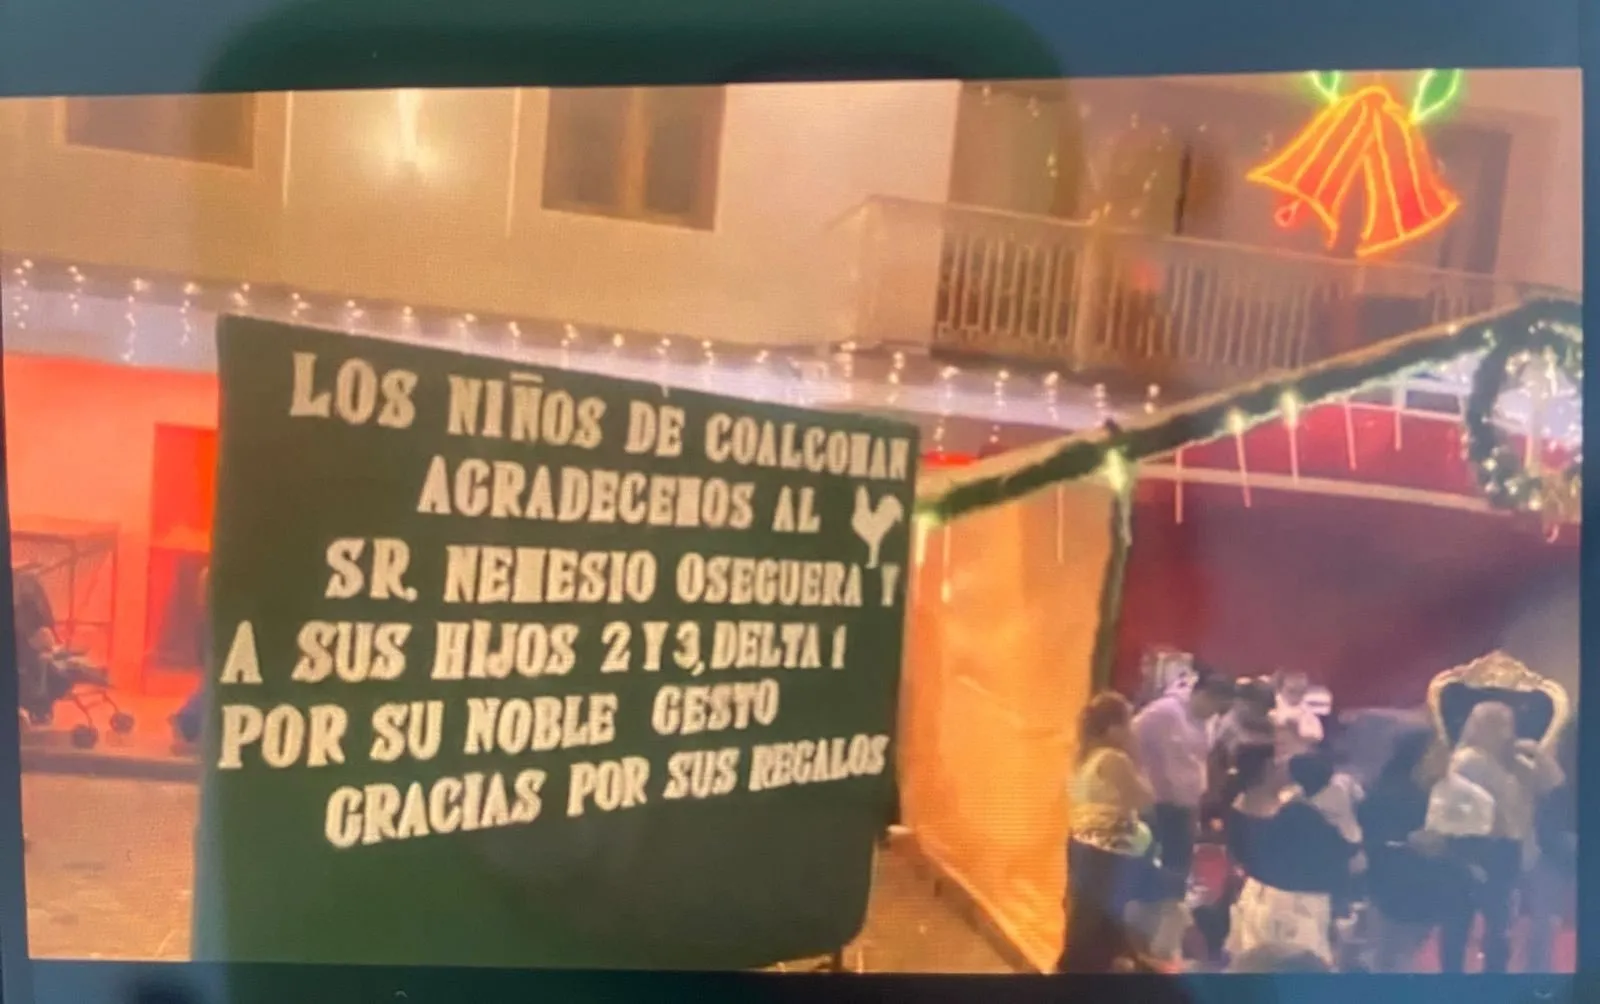 LOS NIÑOS DE COALCOMAN
AGRADECEMOS AL
SR. NEMESIO OSEGUERA Y
A SUS HIJOS 2 Y 3, DELTA 1
POR SU NOBLE GESTO
GRACIAS POR SUS REGALOS